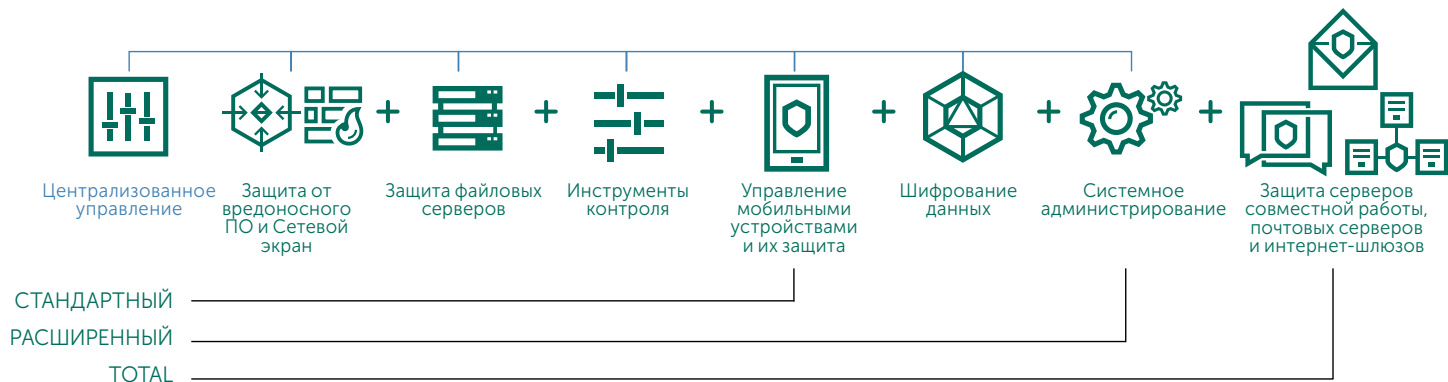 Централизованное
управление
Защита от
вредоносного
ПО и Сетевой
экран
Защита файловых
серверов
Инструменты
контроля
Управление
мобильными
устройствами
и их защита
Шифрование
данных
Системное
администрирование
Защита серверов
совместной работы,
почтовых серверов
и интернет-шлюзов
СТАНДАРТНЫЙ
РАСШИРЕННЫЙ
TOTAL